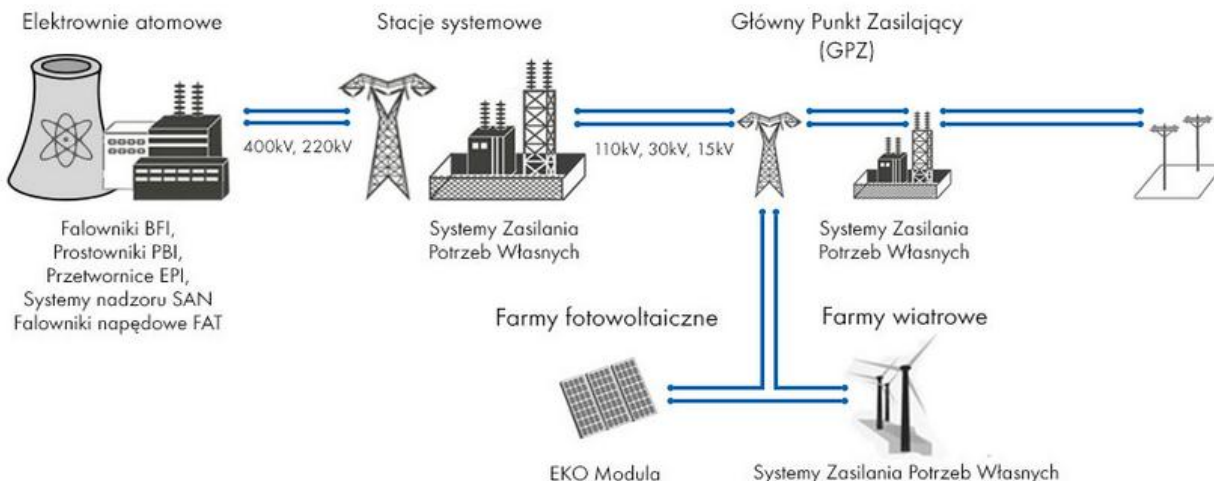 Elektrownie atomowe
Stacje systemowe
Główny Punkt Zasilający
(GPZ)
400kV, 220kV
110kV, 30kV, 15kV
Falowniki BFI,
Prostowniki PBI,
Przetwornice EPI,
Systemy nadzoru SAN
Falowniki napędowe FAT
Systemy Zasilania
Potrzeb Własnych
Systemy Zasilania
Potrzeb Własnych
Farmy fotowoltaiczne
Farmy wiatrowe
EKO Modula
Systemy Zasilania Potrzeb Własnych